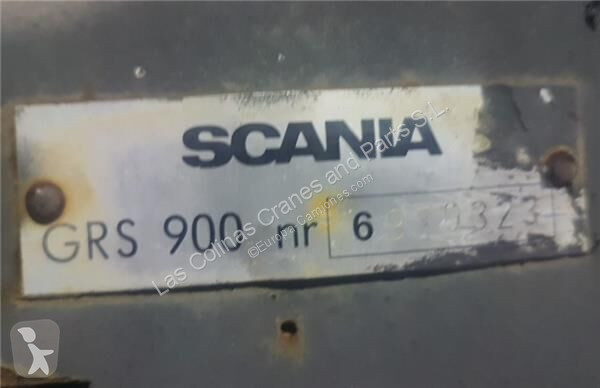 SCANIA
GRS 900 nr 6
Las Colinas Cranes and Parts S.L.
©Europa-Camiones.com